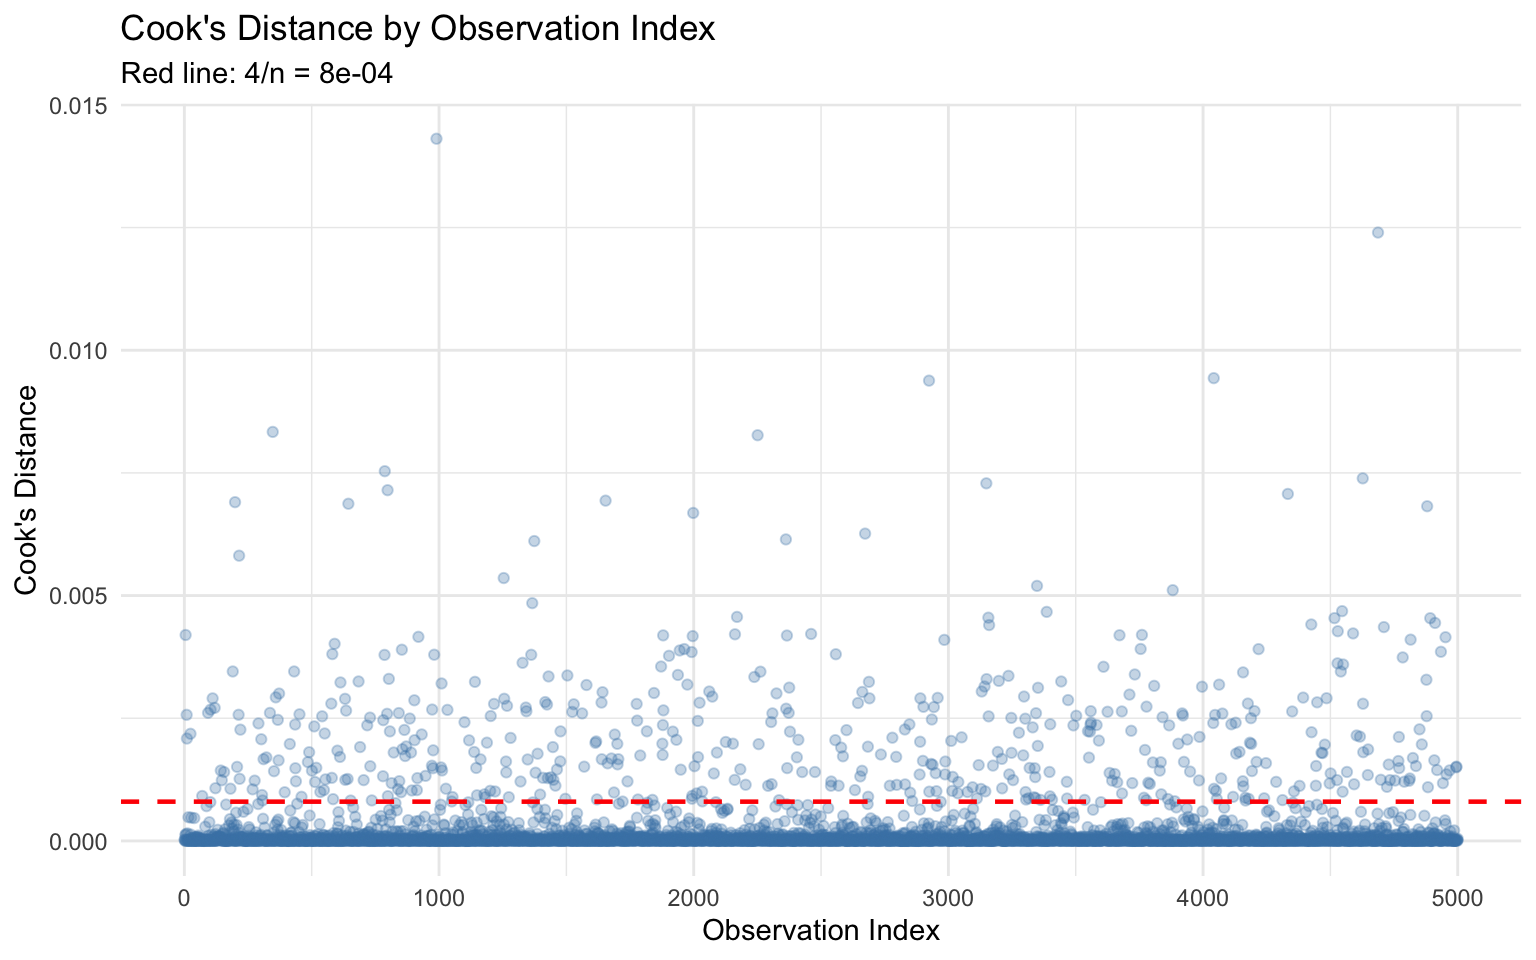 Cook's Distance by Observation Index
Red line: 4/n = 8e-04
0.015
0.010
0.005
0.000
Cook's Distance
0 1000 2000 3000 4000 5000
Observation Index